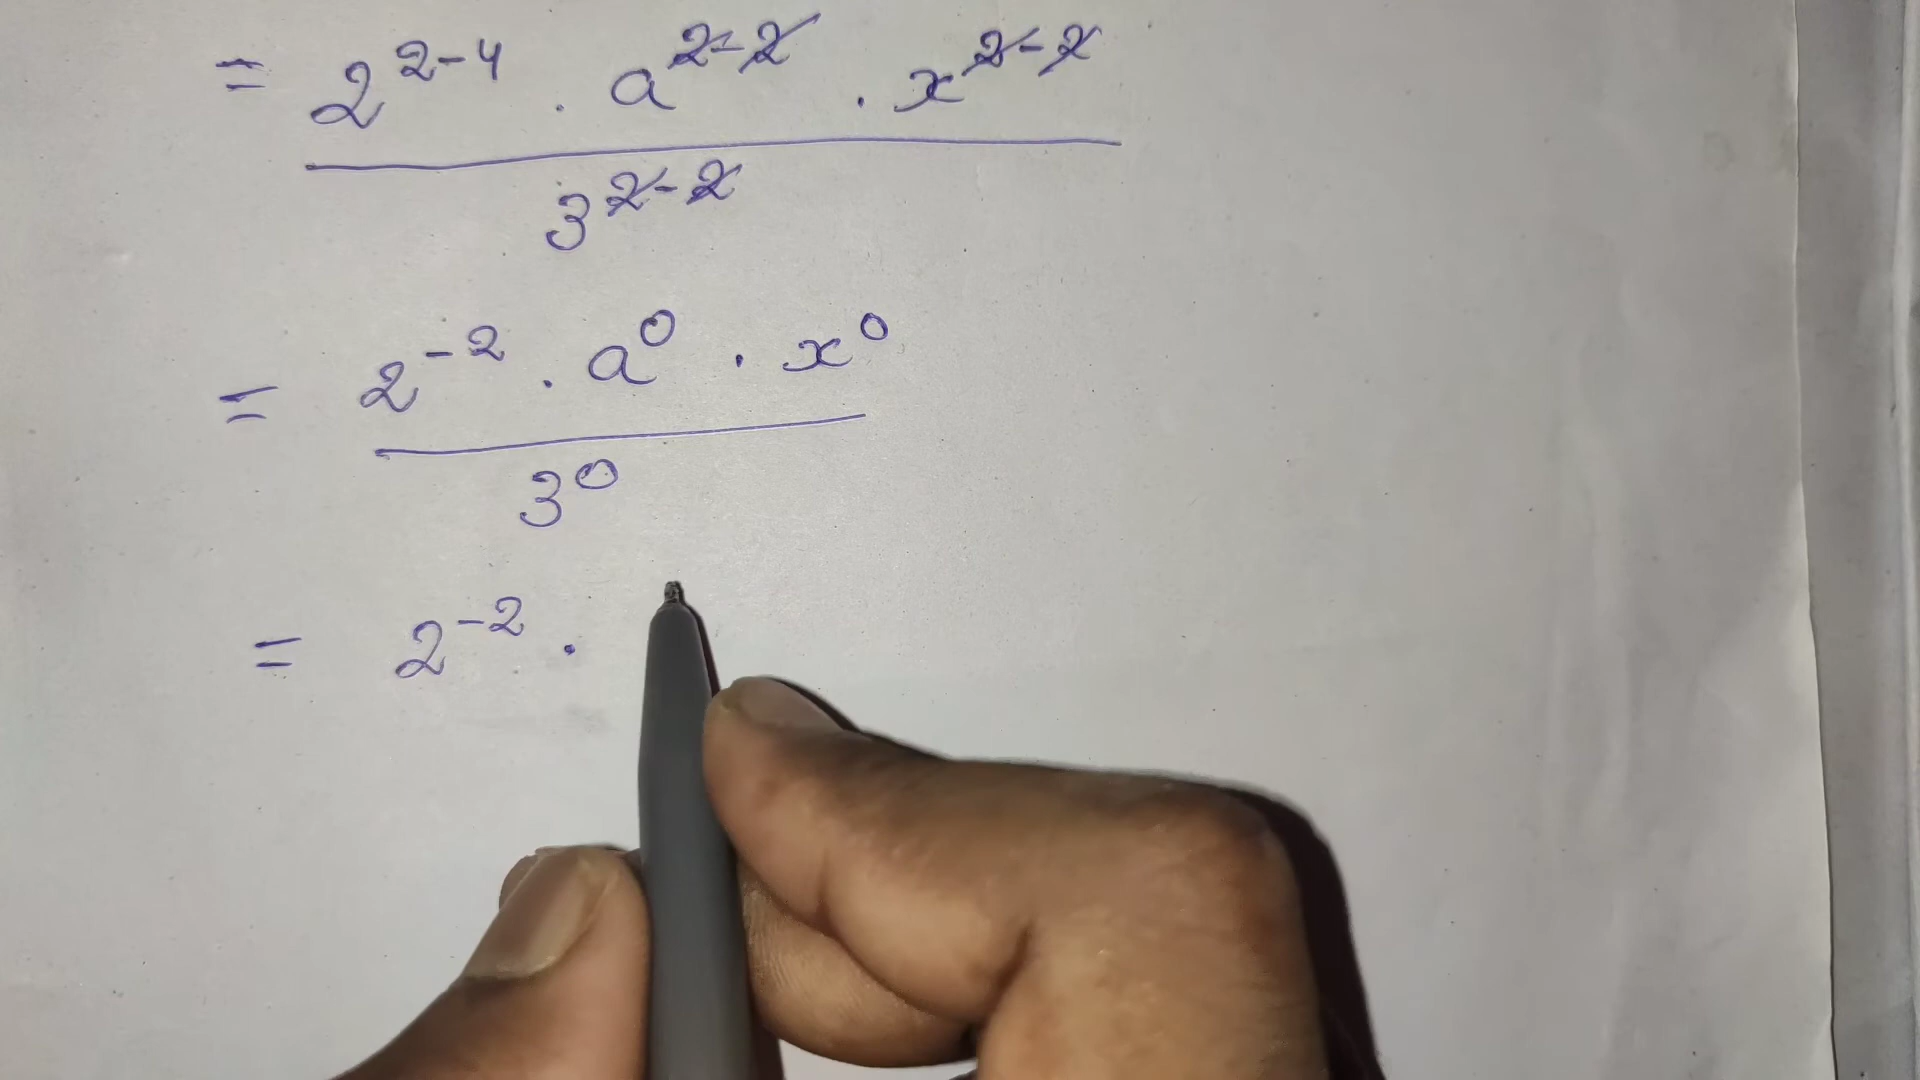 = 2^{2-4} . a^{2-2} . x^{2-2}
3^{2-2}
= 2^{-2} . a^0 . x^0
3^0
= 2^{-2} .